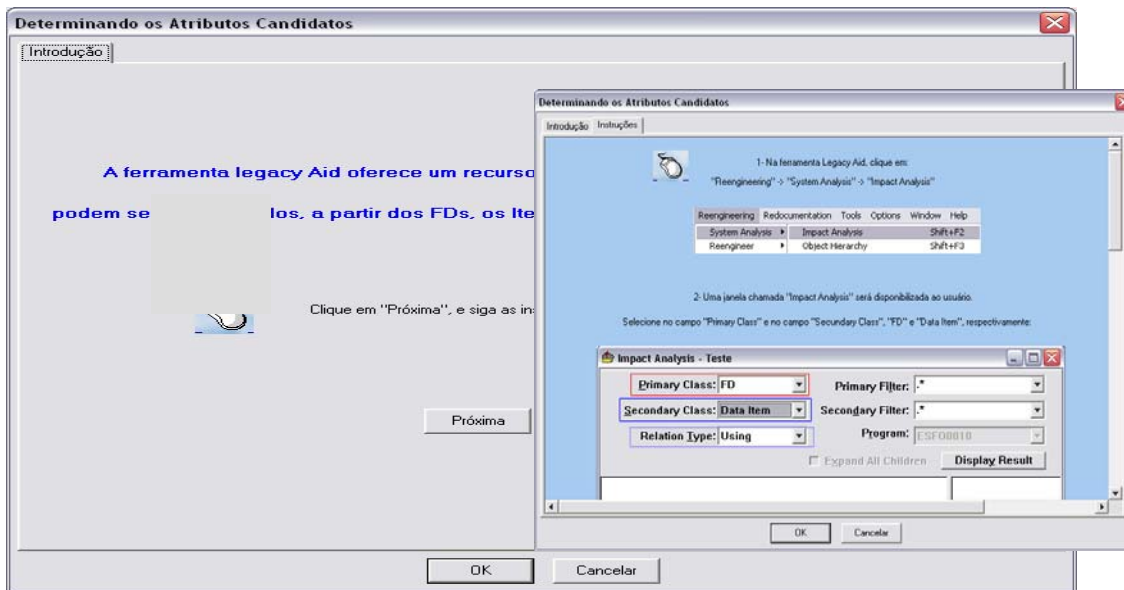 Determinando os Atributos Candidatos
Introdução
A ferramenta legacy Aid oferece um recurso
podem se
los, a partir dos FDs, os Ite
Clique em "Próxima", e siga as in
Próxima
OK Cancelar
Determinando os Atributos Candidatos
Introdução Instruções
1- Na ferramenta Legacy Aid, clique em:
"Reengineering" -> "System Analysis" -> "Impact Analysis"
Reengineering Redocumentation Tools Options Window Help
System Analysis Impact Analysis Shift+F2
Reengineer Object Hierarchy Shift+F3
2- Uma janela chamada "Impact Analysis" será disponibilizada ao usuário.
Selecione no campo "Primary Class" e no campo "Secundary Class", "FD" e "Data Item", respectivamente:
Impact Analysis - Teste
Primary Class: FD Primary Filter: .*
Secondary Class: Data Item Secondary Filter: .*
Relation Type: Using Program: ESFO0010
Expand All Children Display Result
OK Cancelar